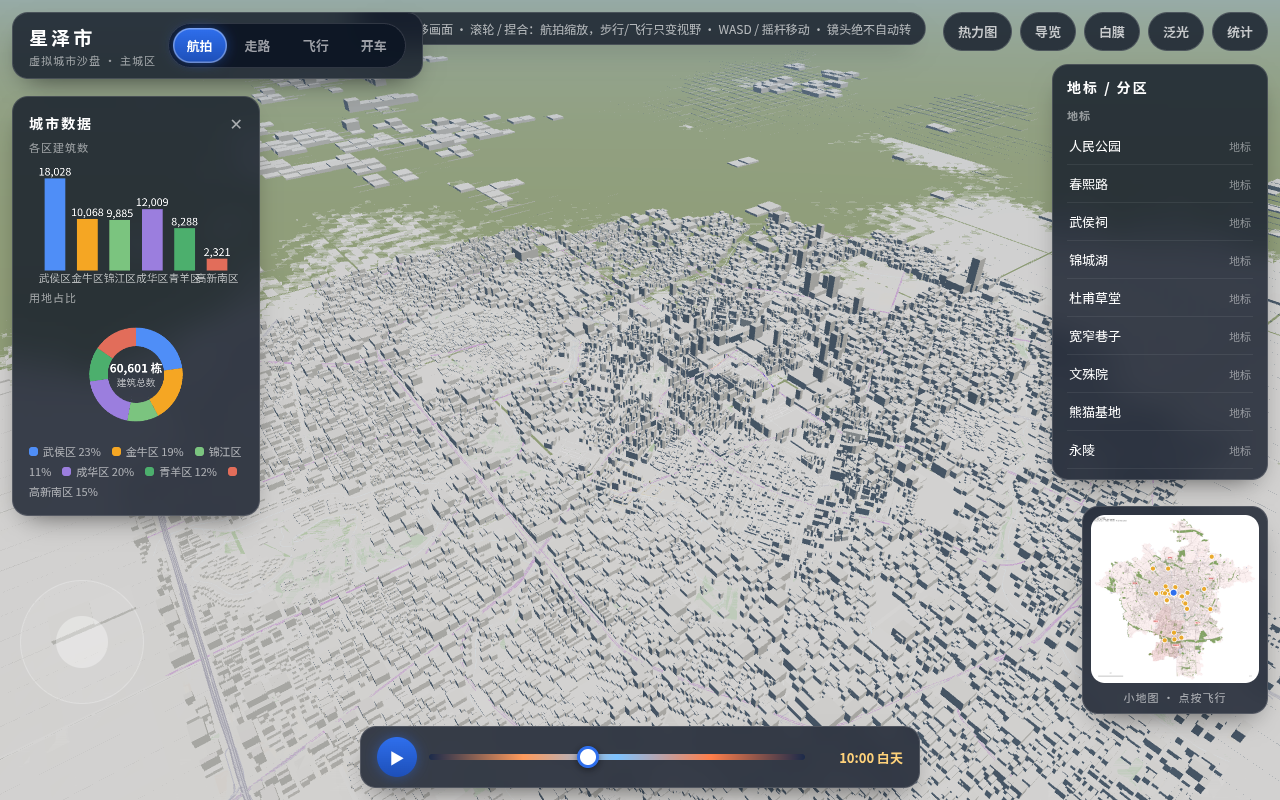 星泽市
虚拟城市沙盘 · 主城区
航拍
走路
飞行
开车
移画面 · 滚轮 / 捏合：航拍缩放，步行/飞行只变视野 · WASD / 摇杆移动 · 镜头绝不自动转
热力图
导览
白膜
泛光
统计
城市数据
×
各区建筑数
18,028
10,068
9,885
12,009
8,288
2,321
武侯区
金牛区
锦江区
成华区
青羊区
高新南区
用地占比
60,601 栋
建筑总数
武侯区 23% 金牛区 19% 锦江区
11% 成华区 20% 青羊区 12%
高新南区 15%
地标 / 分区
地标
人民公园 地标
春熙路 地标
武侯祠 地标
锦城湖 地标
杜甫草堂 地标
宽窄巷子 地标
文殊院 地标
熊猫基地 地标
永陵 地标
小地图 · 点按飞行
10:00 白天